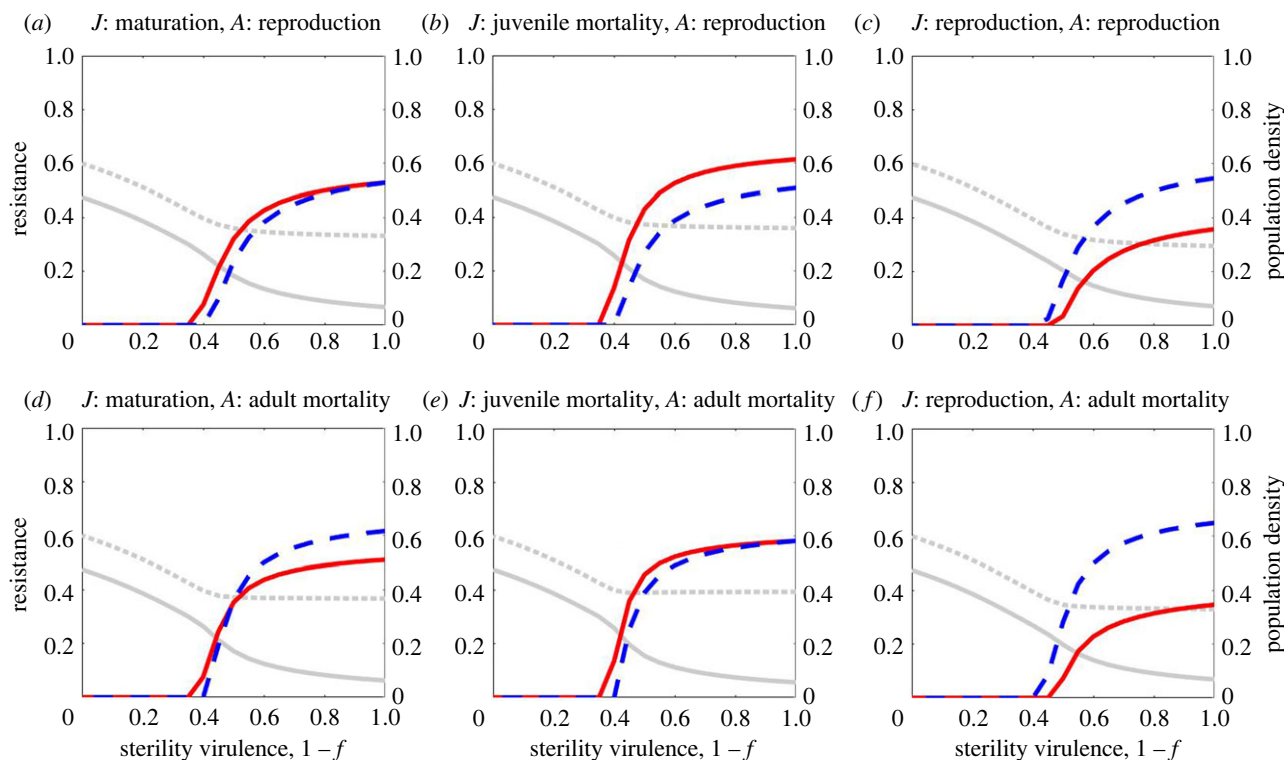 (a) J: maturation, A: reproduction
(b) J: juvenile mortality, A: reproduction
(c) J: reproduction, A: reproduction
1.0 1.0 1.0 1.0 1.0 1.0
0.8 0.8 0.8 0.8 0.8 0.8
0.6 0.6 0.6 0.6 0.6 0.6
0.4 0.4 0.4 0.4 0.4 0.4
0.2 0.2 0.2 0.2 0.2 0.2
0 0 0
resistance
population density
0 0.2 0.4 0.6 0.8 1.0 0 0.2 0.4 0.6 0.8 1.0 0 0.2 0.4 0.6 0.8 1.0
(d) J: maturation, A: adult mortality
(e) J: juvenile mortality, A: adult mortality
(f) J: reproduction, A: adult mortality
1.0 1.0 1.0 1.0 1.0 1.0
0.8 0.8 0.8 0.8 0.8 0.8
0.6 0.6 0.6 0.6 0.6 0.6
0.4 0.4 0.4 0.4 0.4 0.4
0.2 0.2 0.2 0.2 0.2 0.2
0 0 0
resistance
population density
0 0.2 0.4 0.6 0.8 1.0 0 0.2 0.4 0.6 0.8 1.0 0 0.2 0.4 0.6 0.8 1.0
sterility virulence, 1 – f
sterility virulence, 1 – f
sterility virulence, 1 – f